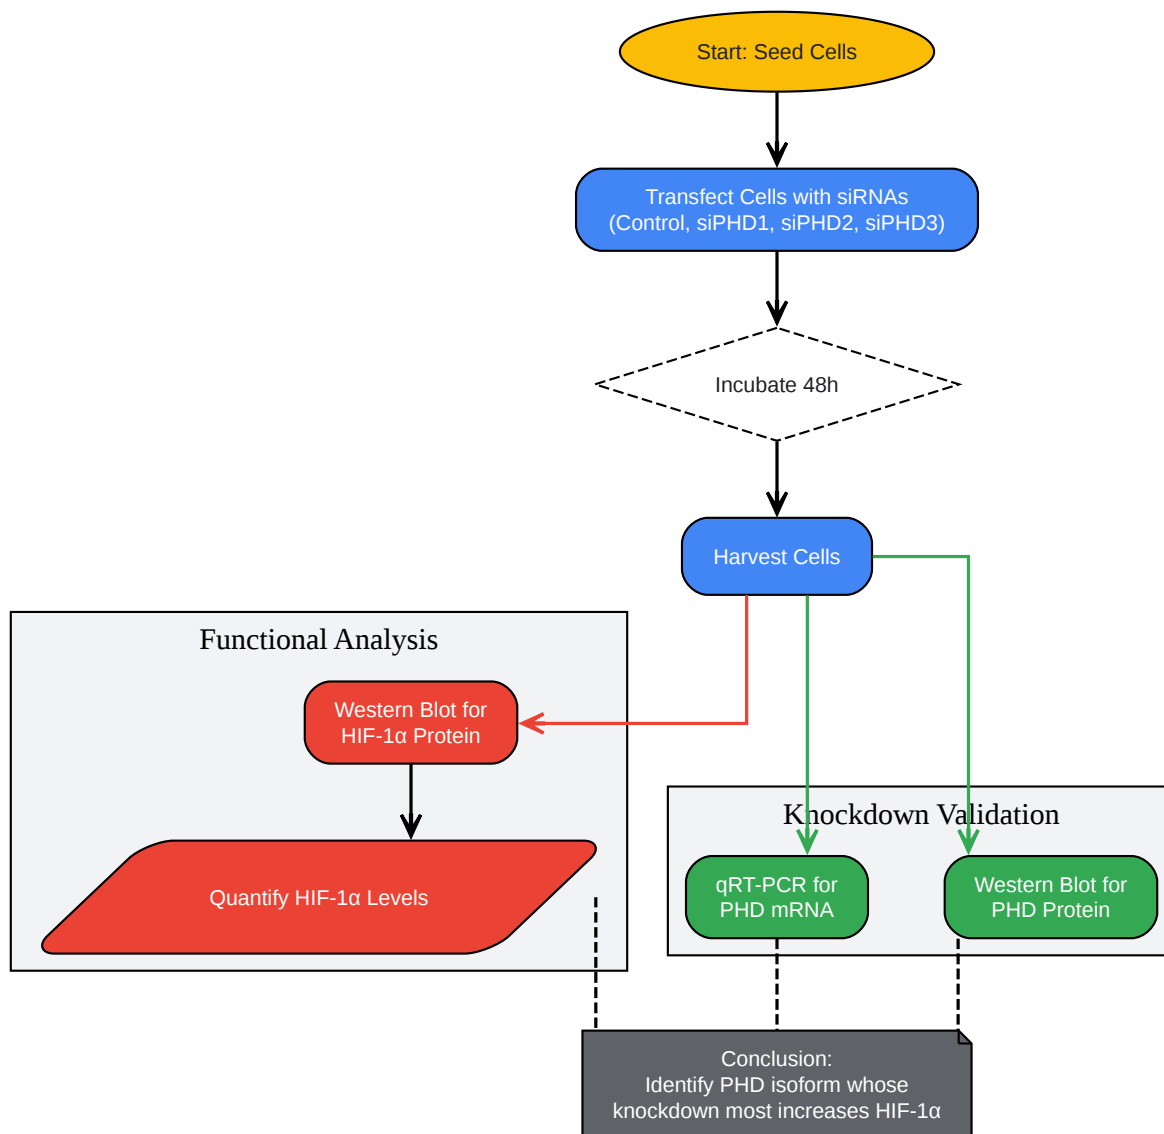 Start: Seed Cells
Transfect Cells with siRNAs
(Control, siPHD1, siPHD2, siPHD3)
Incubate 48h
Harvest Cells
Functional Analysis
Western Blot for
HIF-1α Protein
Quantify HIF-1α Levels
Knockdown Validation
qRT-PCR for
PHD mRNA
Western Blot for
PHD Protein
Conclusion:
Identify PHD isoform whose
knockdown most increases HIF-1α